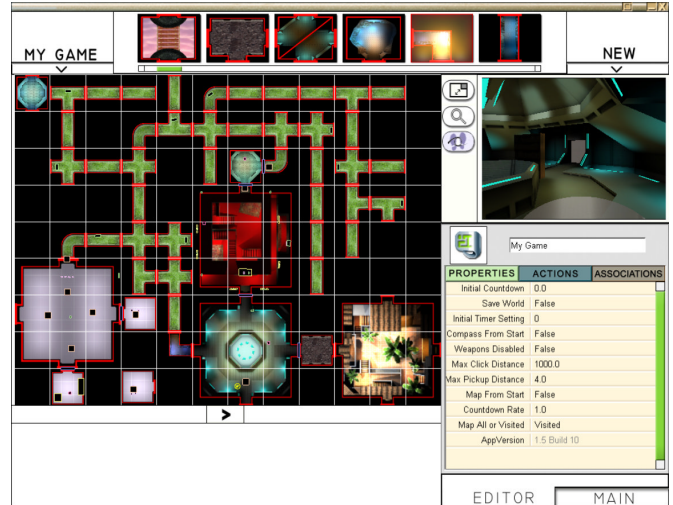 MY GAME
NEW
>
My Game
PROPERTIES ACTIONS ASSOCIATIONS
Initial Countdown 0.0
Save World False
Initial Timer Setting 0
Compass From Start False
Weapons Disabled False
Max Click Distance 1000.0
Max Pickup Distance 4.0
Map From Start False
Countdown Rate 1.0
Map All or Visited Visited
AppVersion 1.5 Build 10
EDITOR MAIN